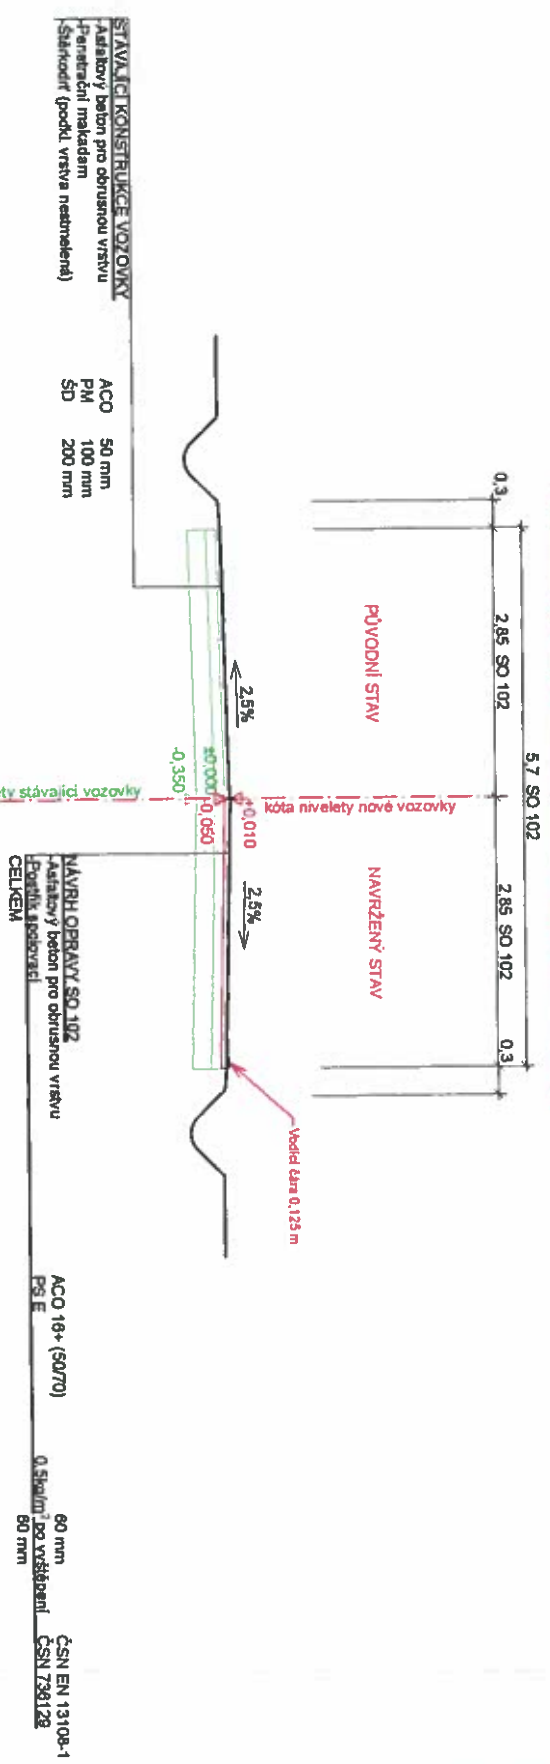 5,7 SO 102
0,3 2,85 SO 102 2,85 SO 102 0,3
PŮVODNÍ STAV NAVRŽENÝ STAV
kóta nivelety nové vozovky
Vodící čára 0,125 m
2,5% 2,5%
+0,010
±0,000
-0,050
-0,350
ty stávající vozovky
STÁVAJÍCÍ KONSTRUKCE VOZOVKY
-Asfaltový beton pro obrusnou vrstvu ACO 50 mm
-Penetrační makadam PM 100 mm
-Štěrkodrť (podkl. vrstva nestmelená) ŠD 200 mm
NÁVRH OPRAVY SO 102
-Asfaltový beton pro obrusnou vrstvu ACO 16+ (50/70) 60 mm ČSN EN 13108-1
-Postřik spojovací PS E 0,5kg/m² po vyštěpení ČSN 736129
CELKEM 60 mm